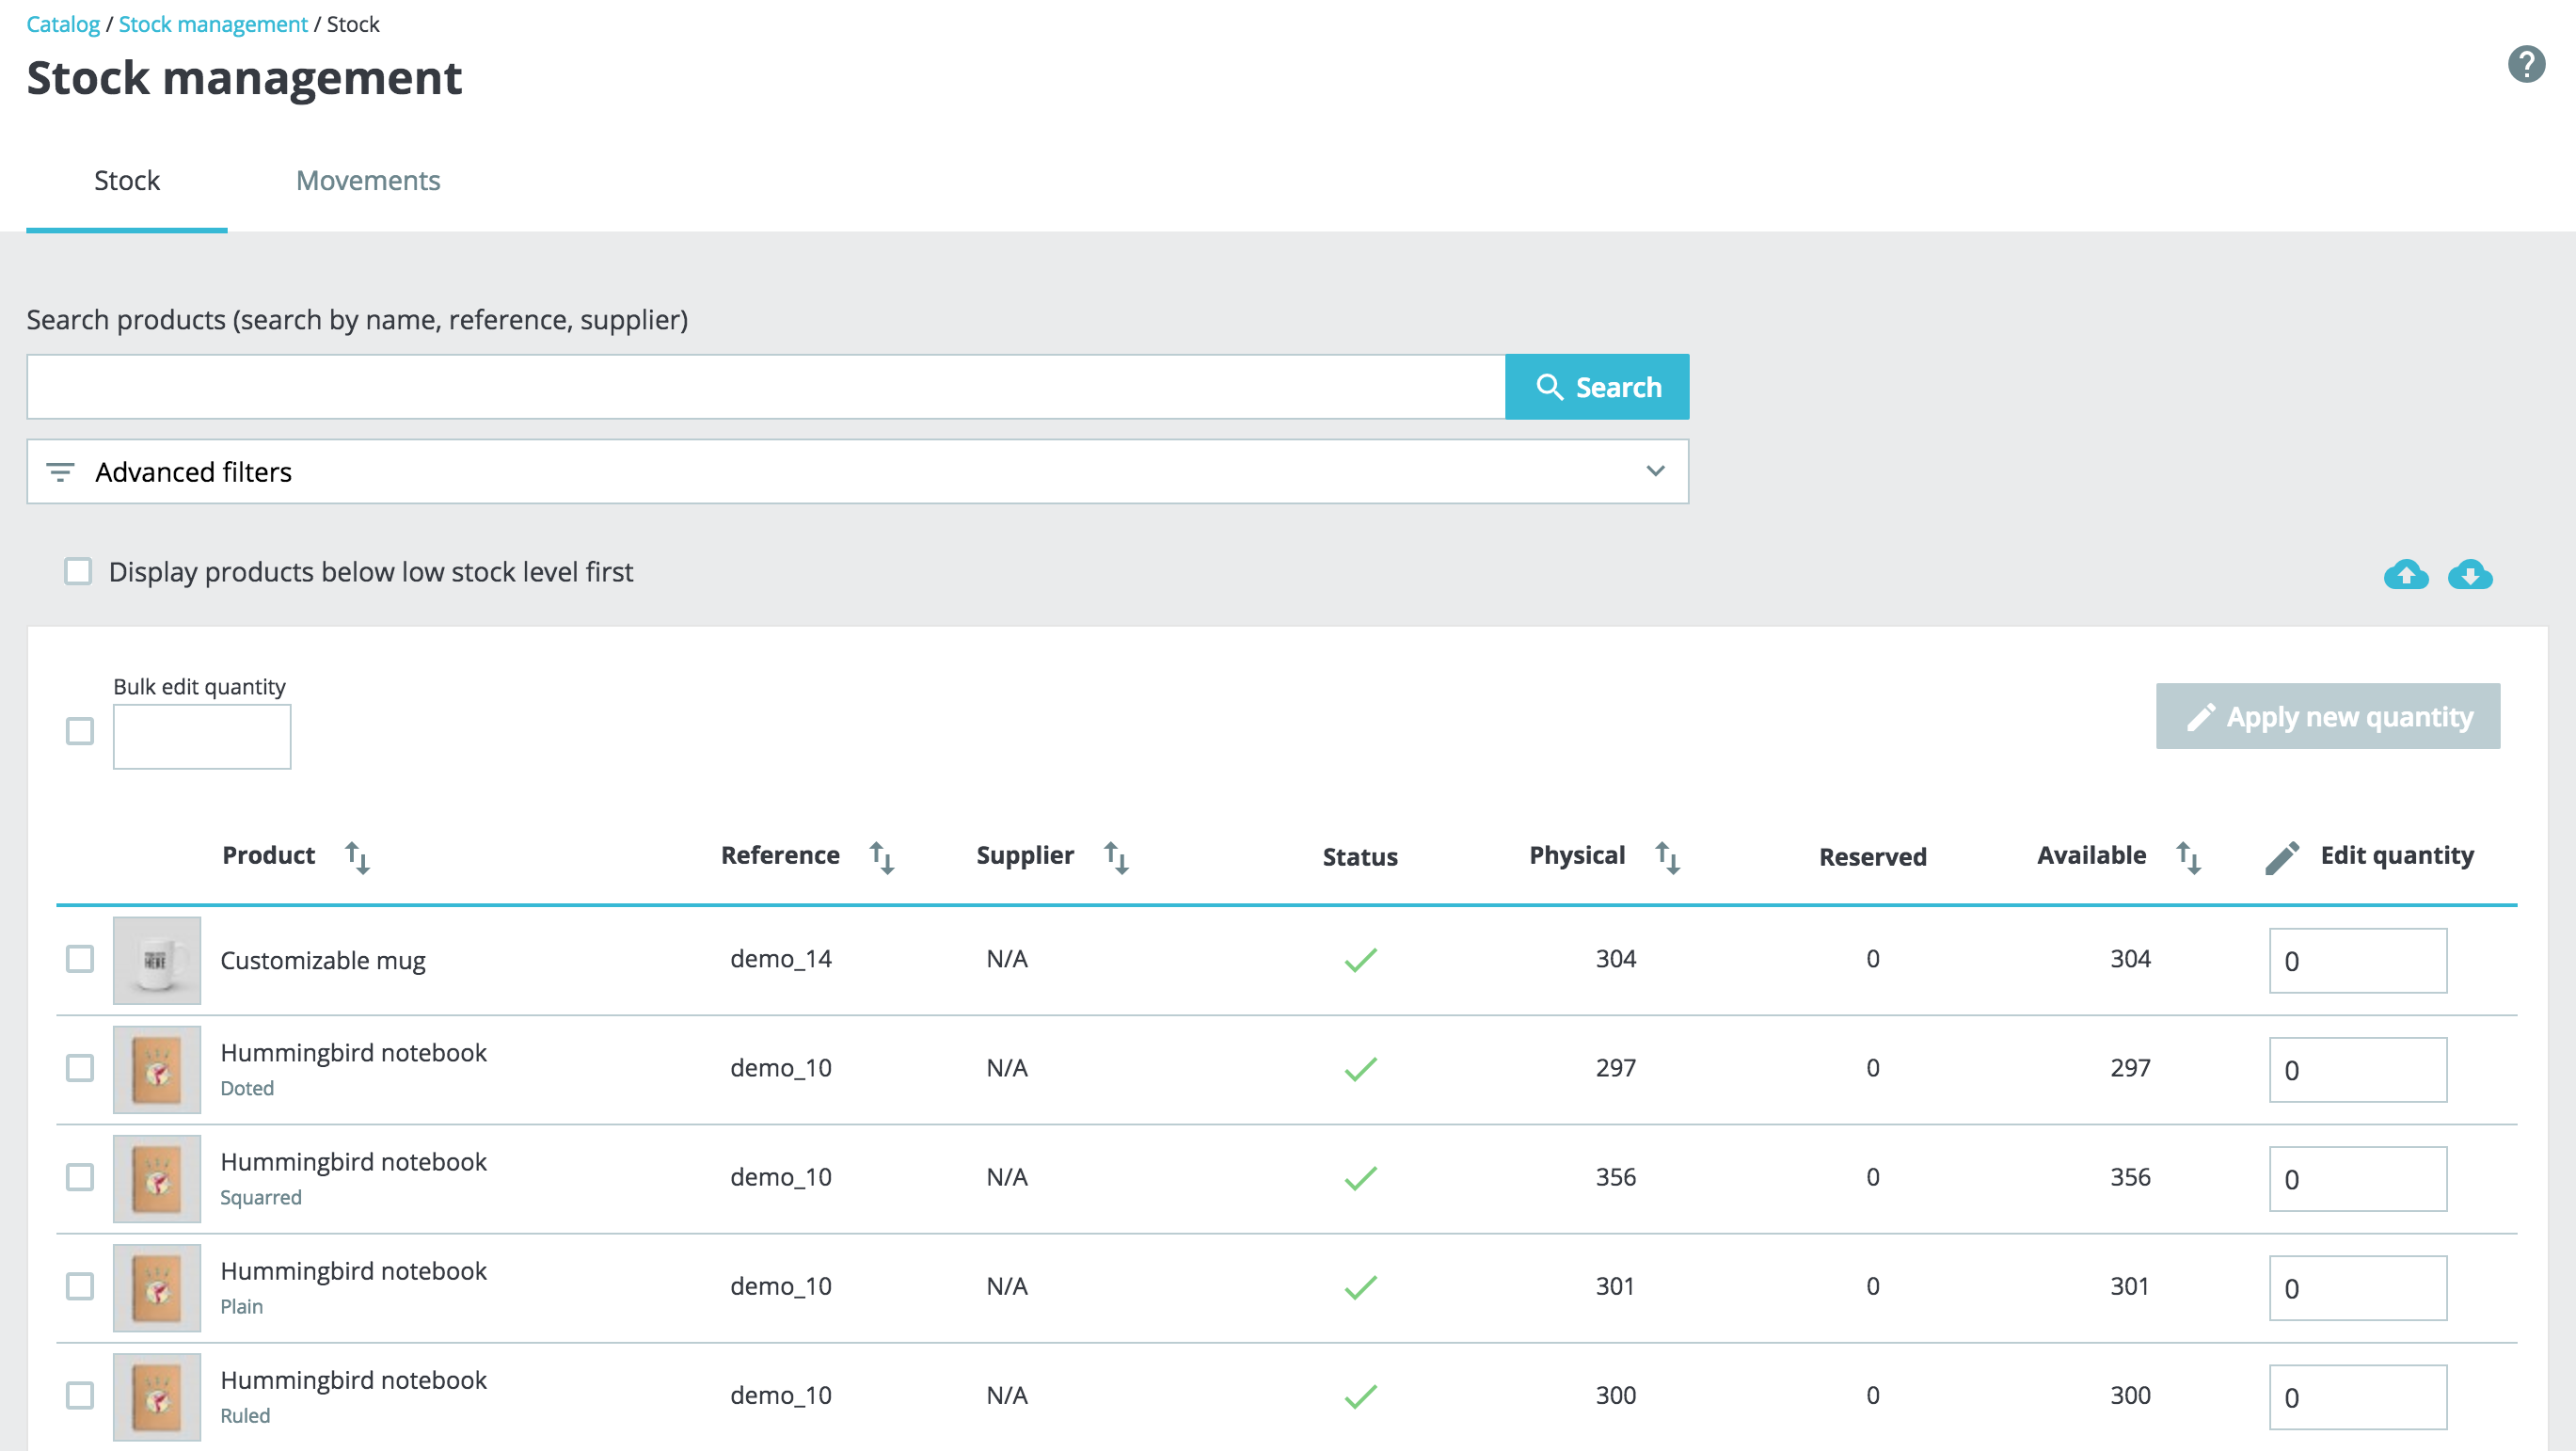 Catalog / Stock management / Stock
Stock management
Stock Movements
Search products (search by name, reference, supplier)
Search
Advanced filters
Display products below low stock level first
Bulk edit quantity
Apply new quantity
Product Reference Supplier Status Physical Reserved Available Edit quantity
Customizable mug demo_14 N/A 304 0 304 0
Hummingbird notebook demo_10 N/A 297 0 297 0
Doted
Hummingbird notebook demo_10 N/A 356 0 356 0
Squarred
Hummingbird notebook demo_10 N/A 301 0 301 0
Plain
Hummingbird notebook demo_10 N/A 300 0 300 0
Ruled